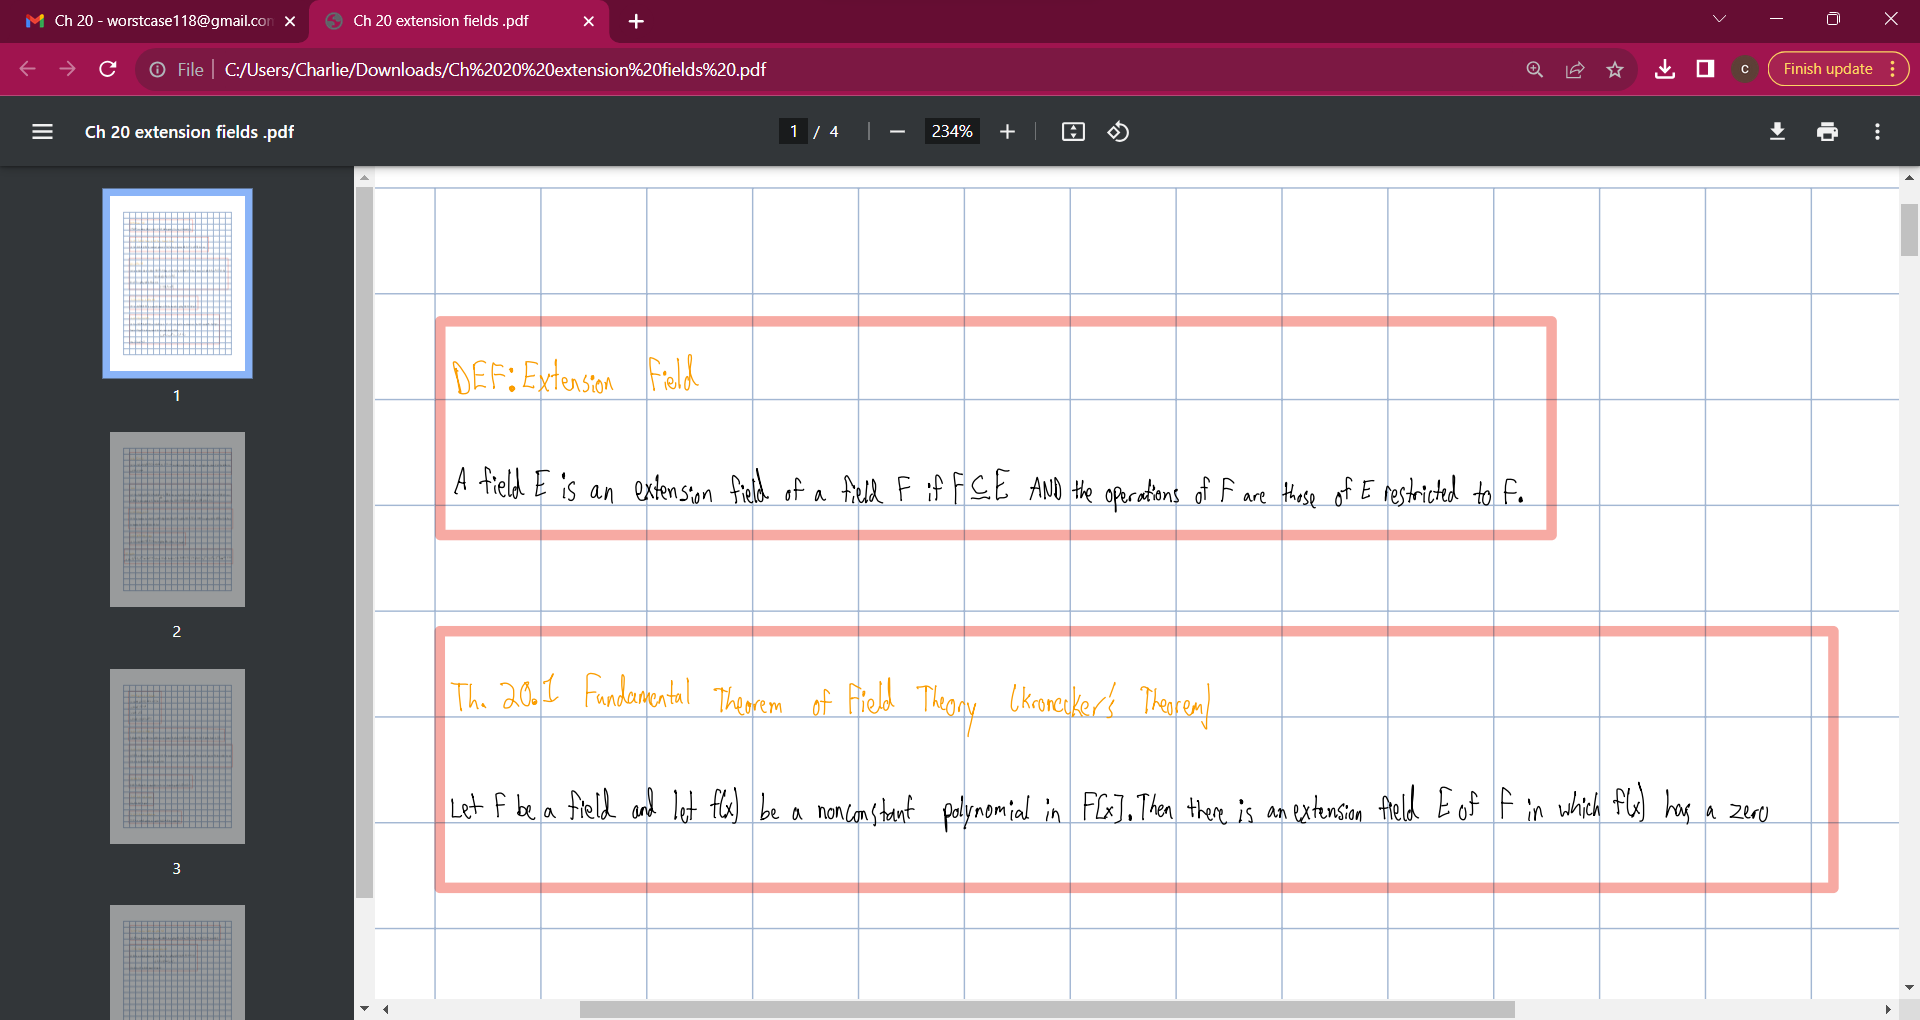 Ch 20 - worstcase118@gmail.con
Ch 20 extension fields .pdf
File
C:/Users/Charlie/Downloads/Ch%2020%20extension%20fields%20.pdf
c
Finish update
Ch 20 extension fields .pdf
1 / 4
234%
1
2
3
DEF: Extension Field
A field E is an extension field of a field F if F ⊆ E AND the operations of F are those of E restricted to F.
Th. 20.1 Fundamental Theorem of Field Theory (Kronecker's Theorem)
Let F be a field and let f(x) be a nonconstant polynomial in F[x]. Then there is an extension field E of F in which f(x) has a zero